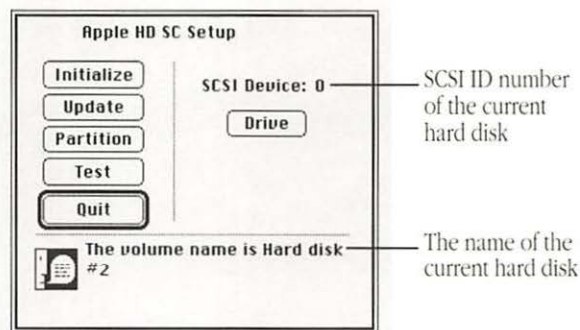 Apple HD SC Setup
Initialize
Update
Partition
Test
Quit
SCSI Device: 0
Drive
The volume name is Hard disk
#2
SCSI ID number
of the current
hard disk
The name of the
current hard disk